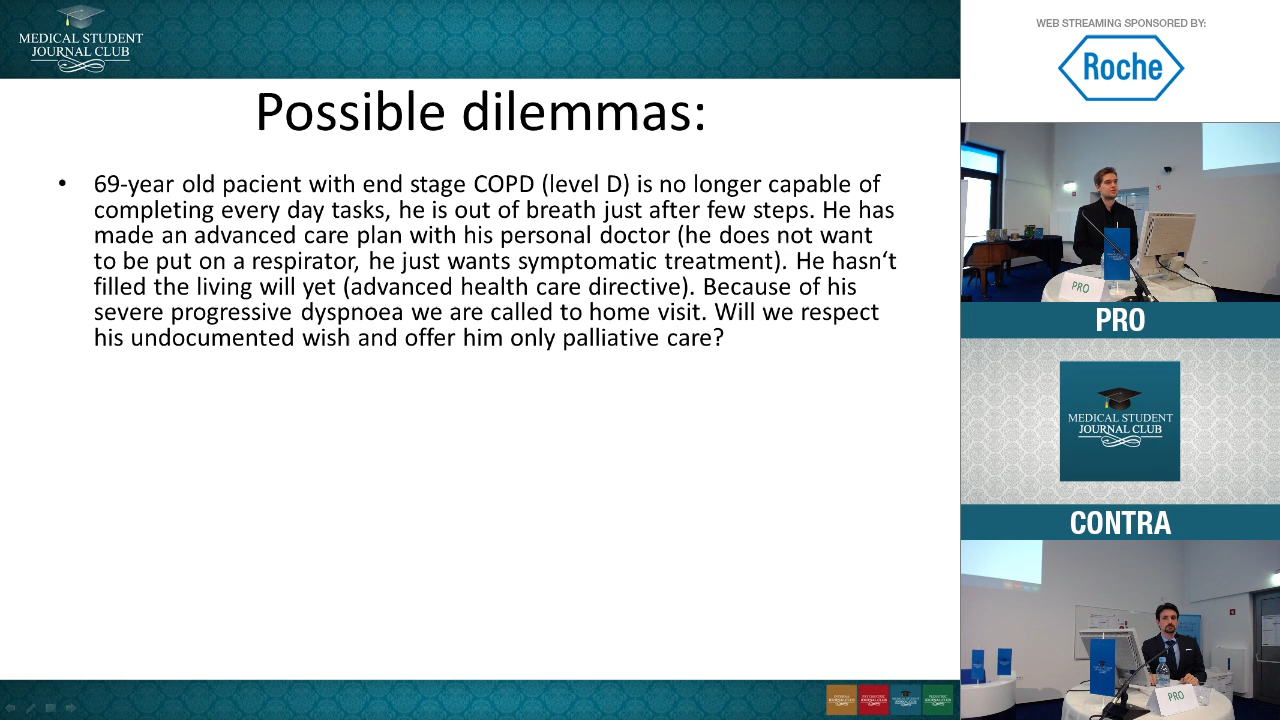 MEDICAL STUDENT
JOURNAL CLUB
Possible dilemmas:
• 69-year old pacient with end stage COPD (level D) is no longer capable of
completing every day tasks, he is out of breath just after few steps. He has
made an advanced care plan with his personal doctor (he does not want
to be put on a respirator, he just wants symptomatic treatment). He hasn‘t
filled the living will yet (advanced health care directive). Because of his
severe progressive dyspnoea we are called to home visit. Will we respect
his undocumented wish and offer him only palliative care?
WEB STREAMING SPONSORED BY:
Roche
PRO
PRO
MEDICAL STUDENT
JOURNAL CLUB
CONTRA
PRO